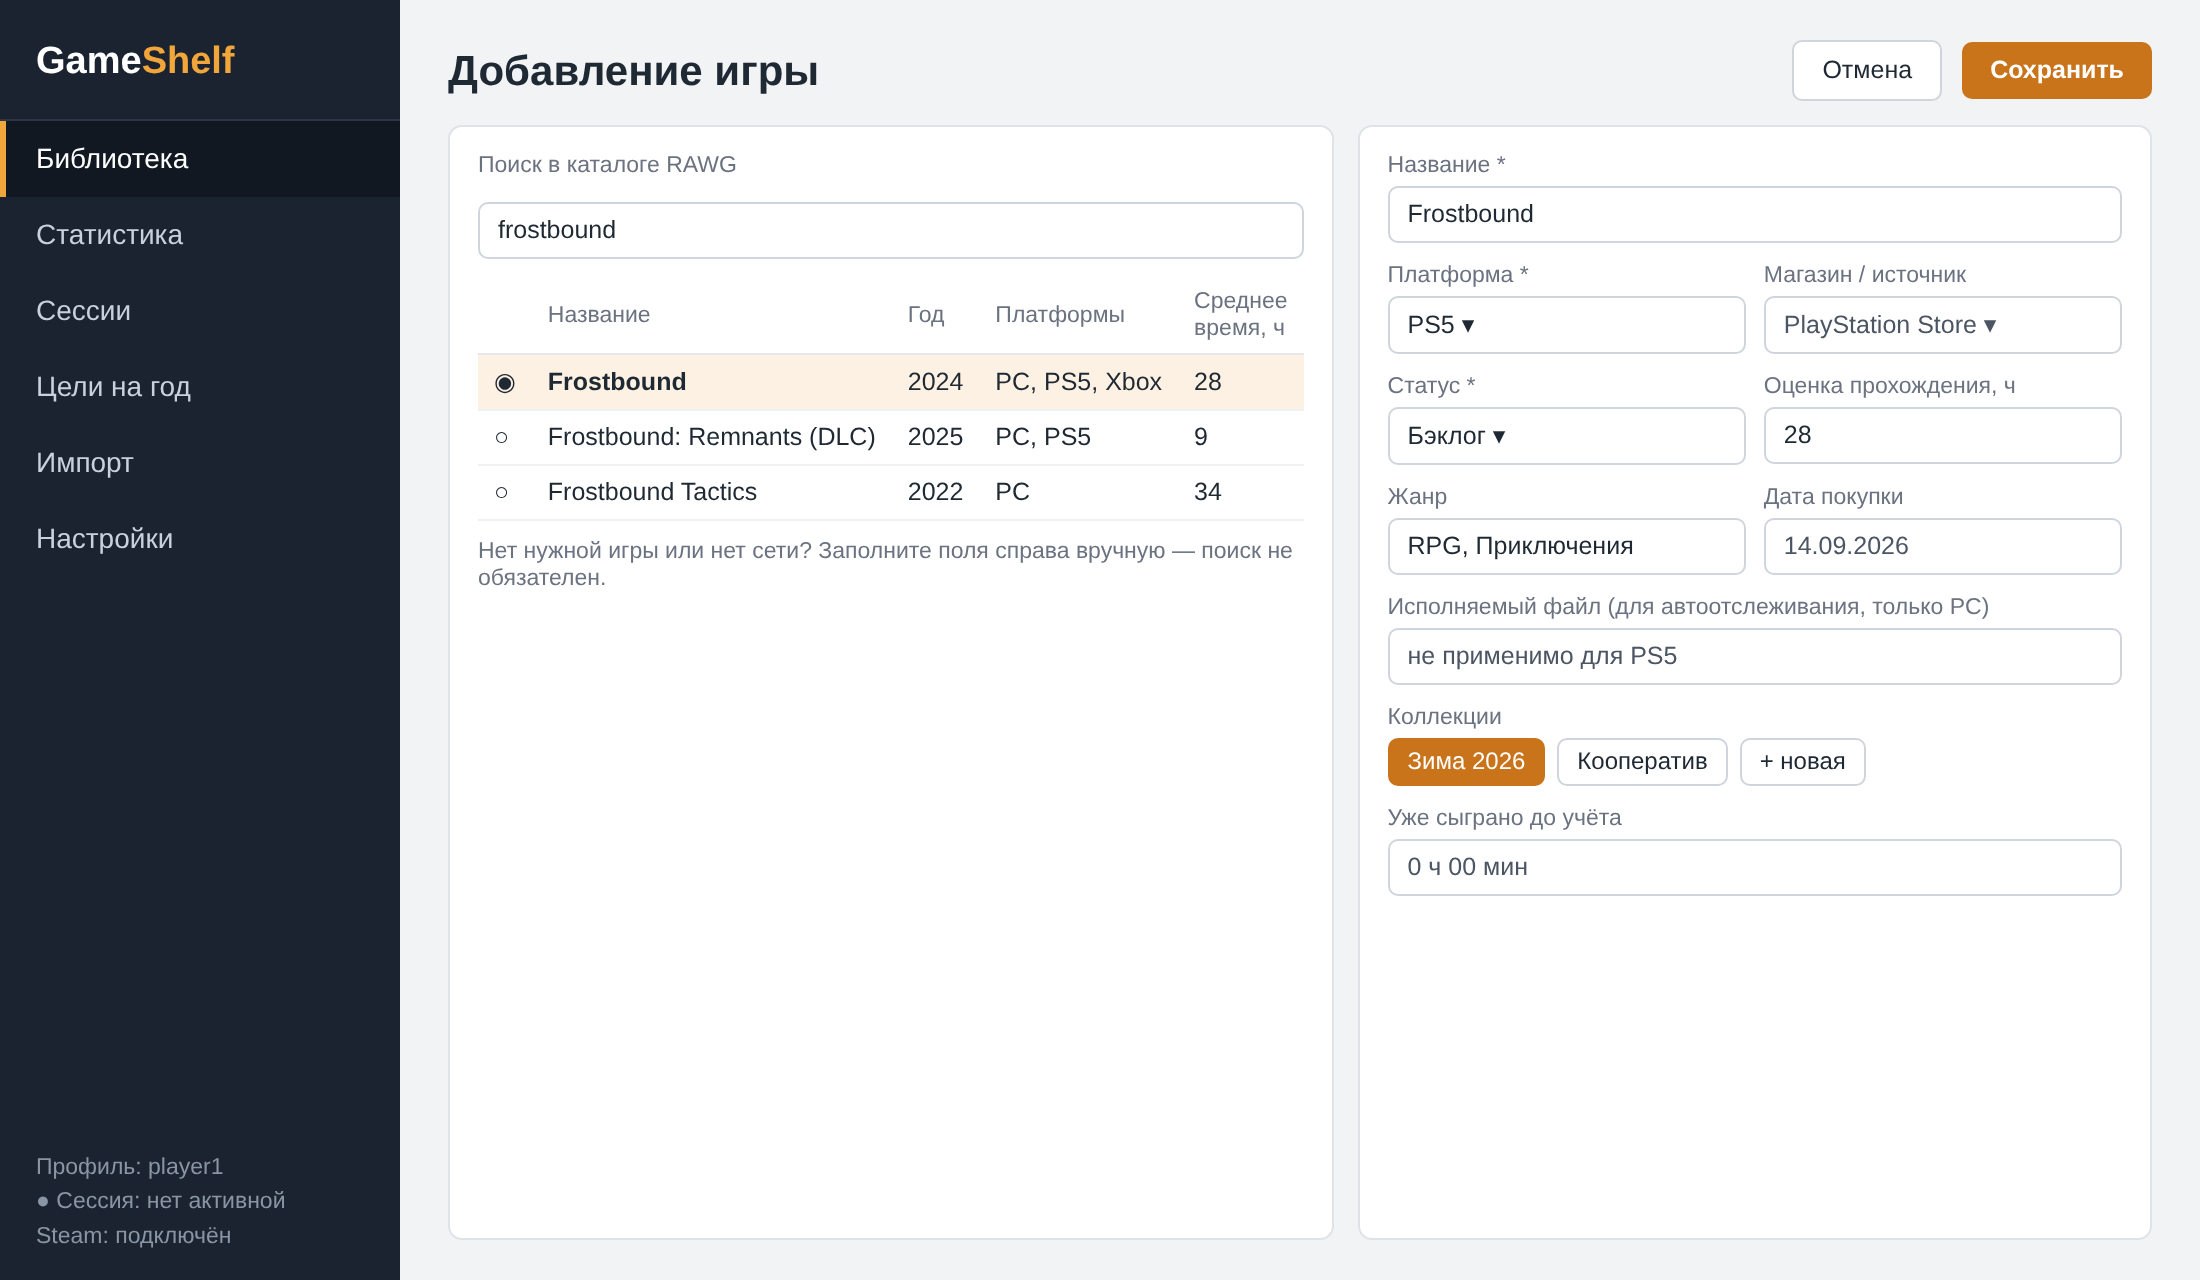 GameShelf
Библиотека
Статистика
Сессии
Цели на год
Импорт
Настройки
Профиль: player1
● Сессия: нет активной
Steam: подключён
Добавление игры
Отмена
Сохранить
Поиск в каталоге RAWG
frostbound
Название Год Платформы Среднее время, ч
◉ Frostbound 2024 PC, PS5, Xbox 28
○ Frostbound: Remnants (DLC) 2025 PC, PS5 9
○ Frostbound Tactics 2022 PC 34
Нет нужной игры или нет сети? Заполните поля справа вручную — поиск не
обязателен.
Название *
Frostbound
Платформа * Магазин / источник
PS5 ▾ PlayStation Store ▾
Статус * Оценка прохождения, ч
Бэклог ▾ 28
Жанр Дата покупки
RPG, Приключения 14.09.2026
Исполняемый файл (для автоотслеживания, только PC)
не применимо для PS5
Коллекции
Зима 2026 Кооператив + новая
Уже сыграно до учёта
0 ч 00 мин